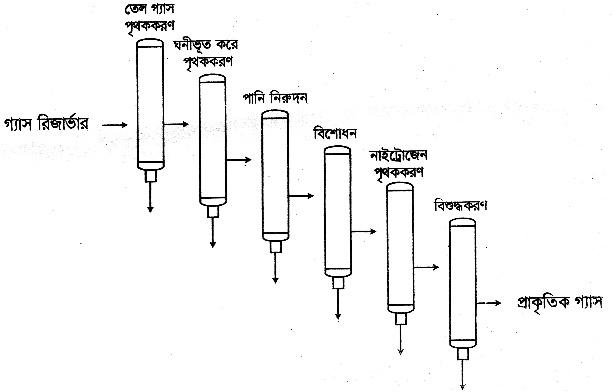 তেল গ্যাস
পৃথককরণ
ঘনীভূত করে
পৃথককরণ
পানি নিরুদন
গ্যাস রিজার্ভার
বিশোধন
নাইট্রোজেন
পৃথককরণ
বিশুদ্ধকরণ
প্রাকৃতিক গ্যাস